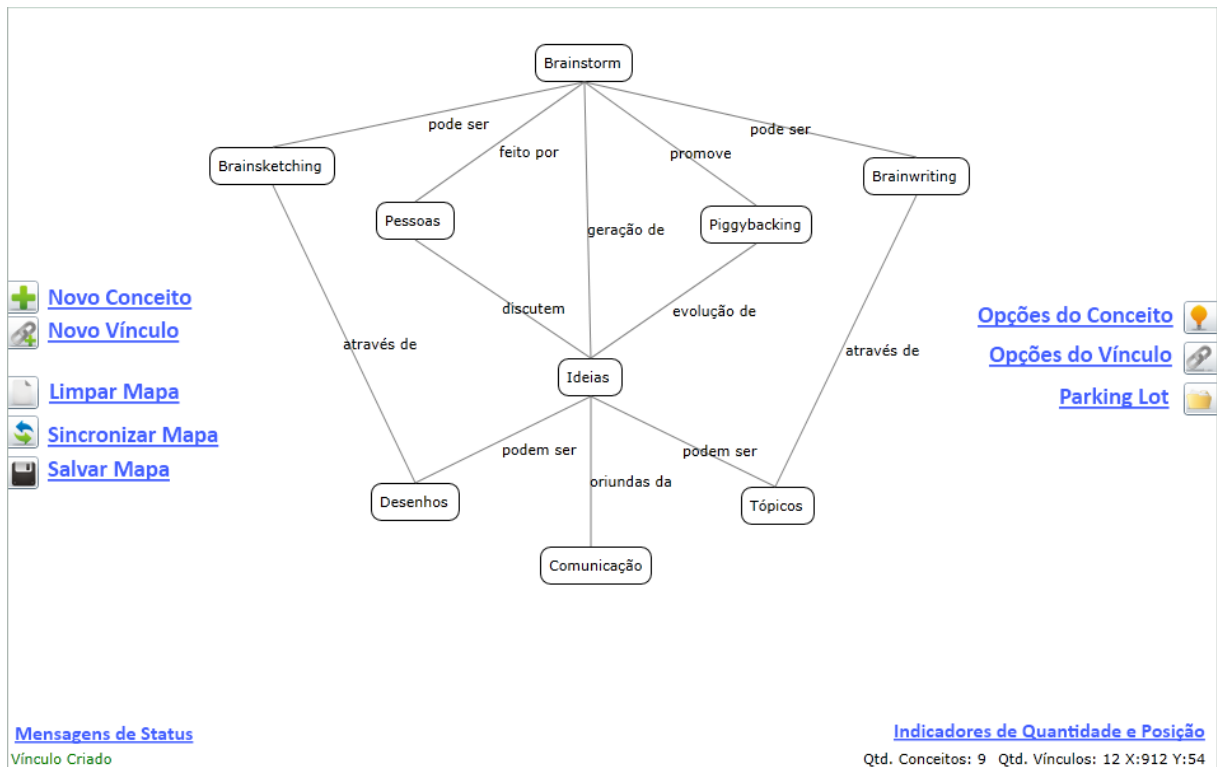 Brainstorm
pode ser
pode ser
feito por
promove
Brainsketching
Brainwriting
Pessoas
Piggybacking
geração de
Novo Conceito
discutem
evolução de
Opções do Conceito
Novo Vínculo
através de
através de
Opções do Vínculo
Ideias
Limpar Mapa
Parking Lot
Sincronizar Mapa
podem ser
podem ser
Salvar Mapa
oriundas da
Desenhos
Tópicos
Comunicação
Mensagens de Status
Indicadores de Quantidade e Posição
Vínculo Criado
Qtd. Conceitos: 9 Qtd. Vínculos: 12 X:912 Y:54